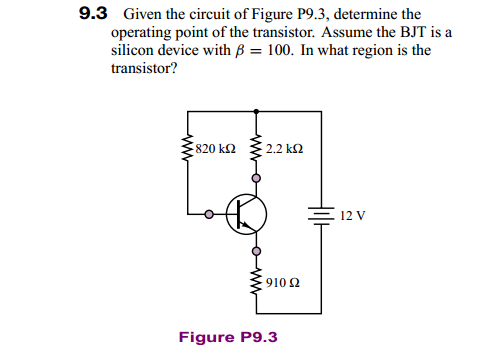 9.3 Given the circuit of Figure P9.3, determine the
operating point of the transistor. Assume the BJT is a
silicon device with β = 100. In what region is the
transistor?
820 kΩ
2.2 kΩ
12 V
910 Ω
Figure P9.3